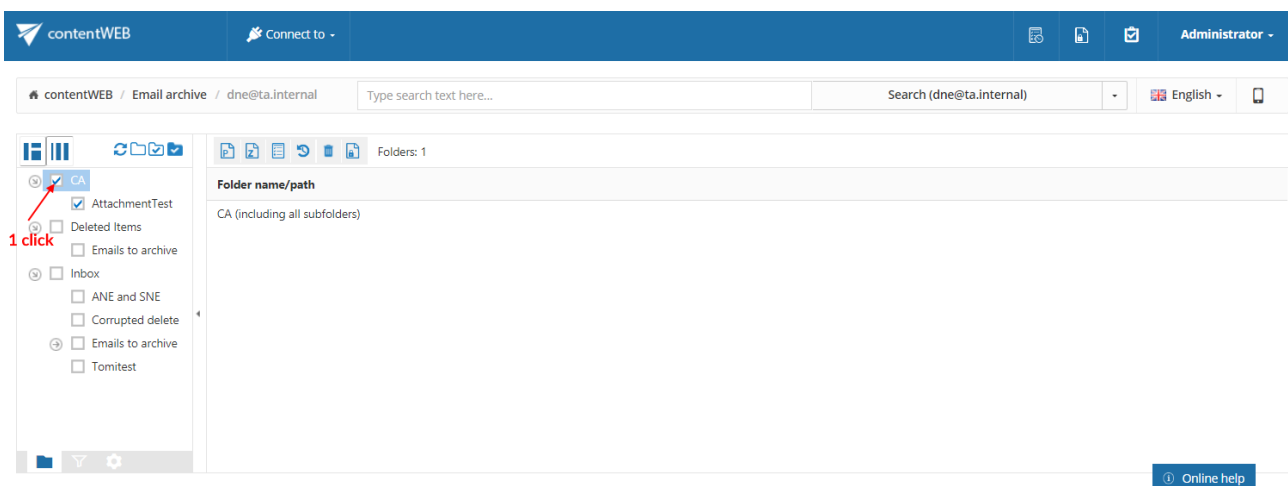 contentWEB Connect to Administrator
contentWEB / Email archive / dne@ta.internal Type search text here... Search (dne@ta.internal) English
Folders: 1
CA
Folder name/path
AttachmentTest
CA (including all subfolders)
Deleted Items
1 click
Emails to archive
Inbox
ANE and SNE
Corrupted delete
Emails to archive
Tomitest
Online help